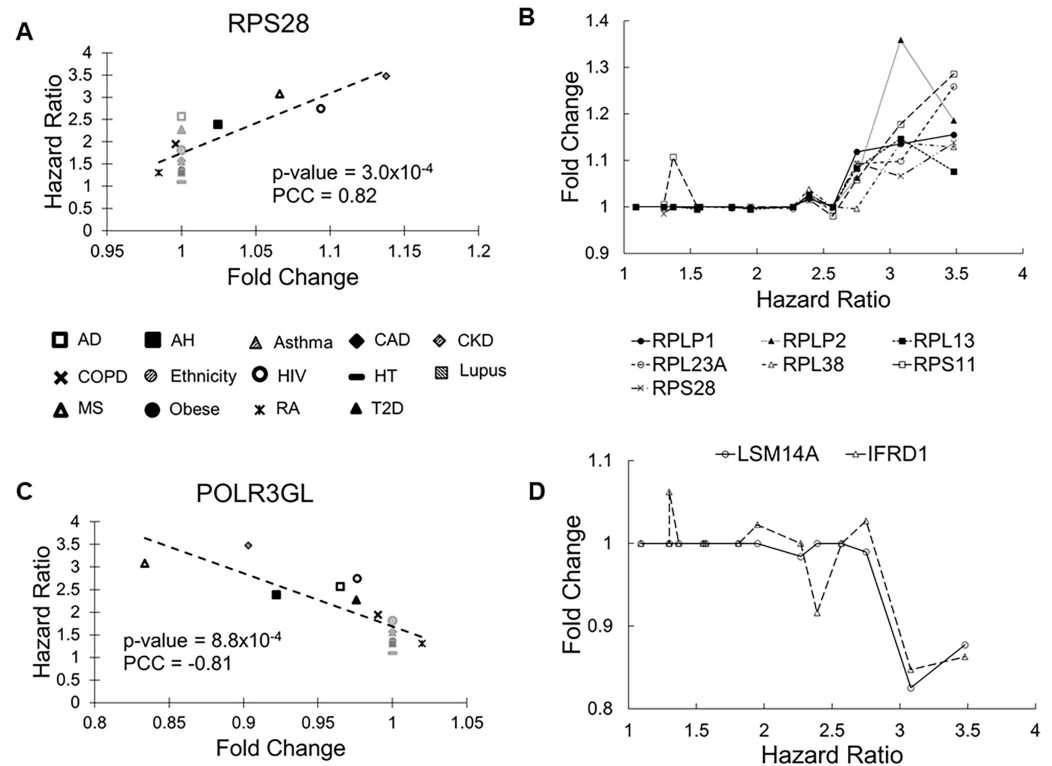 A
RPS28
Hazard Ratio
4
3.5
3
2.5
2
1.5
1
0.5
0
0.95
1
1.05
1.1
1.15
1.2
Fold Change
p-value = 3.0x10-4
PCC = 0.82
B
Fold Change
1.4
1.3
1.2
1.1
1
0.9
1
1.5
2
2.5
3
3.5
4
Hazard Ratio
RPLP1
RPLP2
RPL13
RPL23A
RPL38
RPS11
RPS28
AD
AH
Asthma
CAD
CKD
COPD
Ethnicity
HIV
HT
Lupus
MS
Obese
RA
T2D
C
POLR3GL
Hazard Ratio
4
3.5
3
2.5
2
1.5
1
0.5
0
0.8
0.85
0.9
0.95
1
1.05
Fold Change
p-value = 8.8x10-4
PCC = -0.81
D
LSM14A
IFRD1
Fold Change
1.1
1
0.9
0.8
1
1.5
2
2.5
3
3.5
4
Hazard Ratio